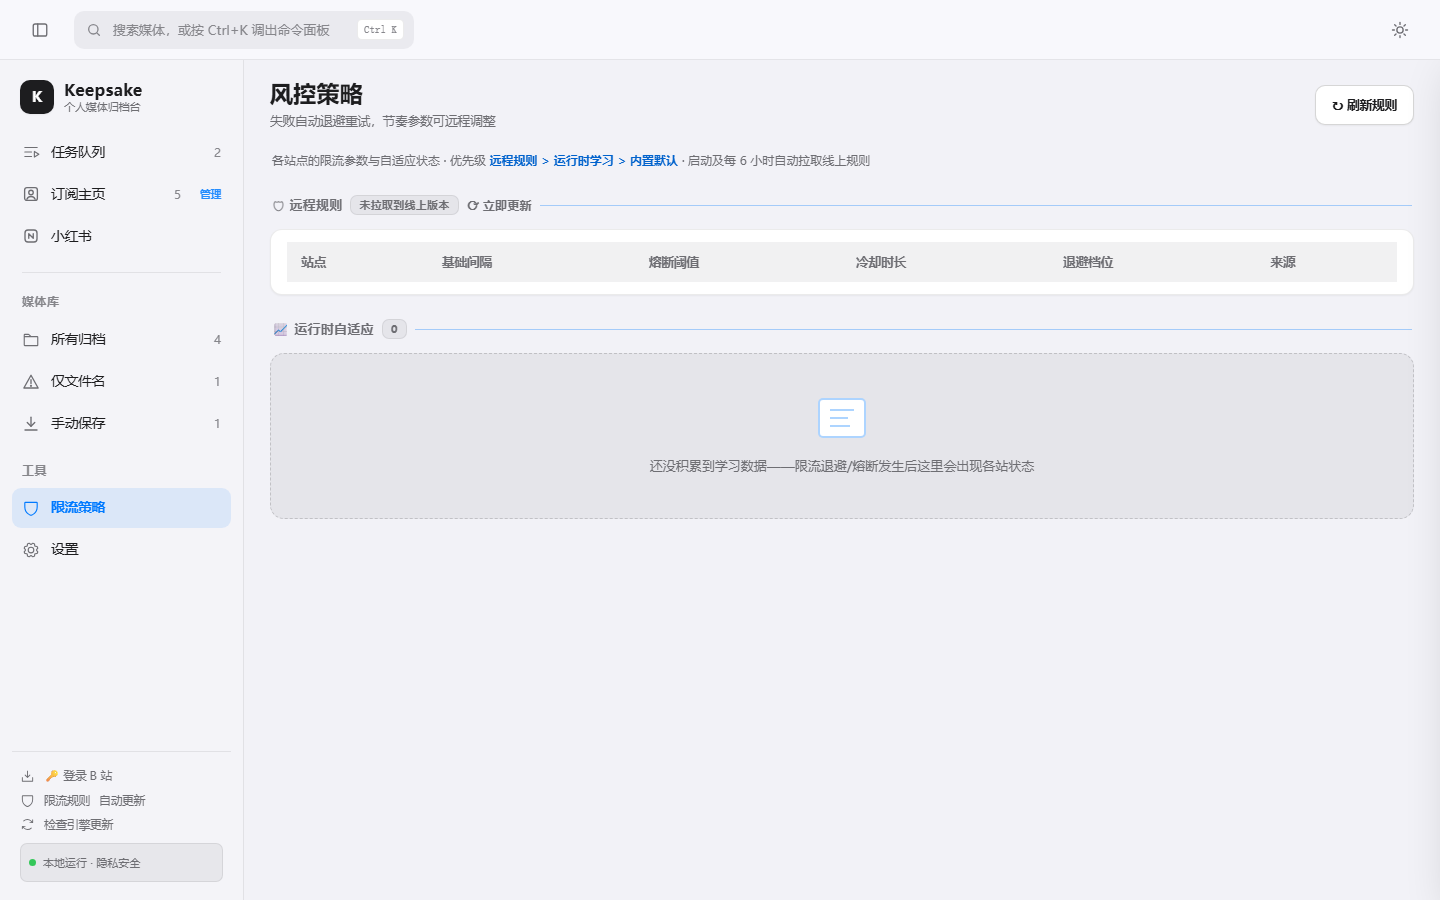 搜索媒体，或按 Ctrl+K 调出命令面板 Ctrl K
K Keepsake
个人媒体归档台
任务队列 2
订阅主页 5 管理
小红书
媒体库
所有归档 4
仅文件名 1
手动保存 1
工具
限流策略
设置
登录 B 站
限流规则 自动更新
检查引擎更新
本地运行 · 隐私安全
风控策略
失败自动退避重试，节奏参数可远程调整
↻ 刷新规则
各站点的限流参数与自适应状态 · 优先级 远程规则 > 运行时学习 > 内置默认 · 启动及每 6 小时自动拉取线上规则
远程规则 未拉取到线上版本 ⟳ 立即更新
站点 基础间隔 熔断阈值 冷却时长 退避档位 来源
运行时自适应 0
还没积累到学习数据——限流退避/熔断发生后这里会出现各站状态